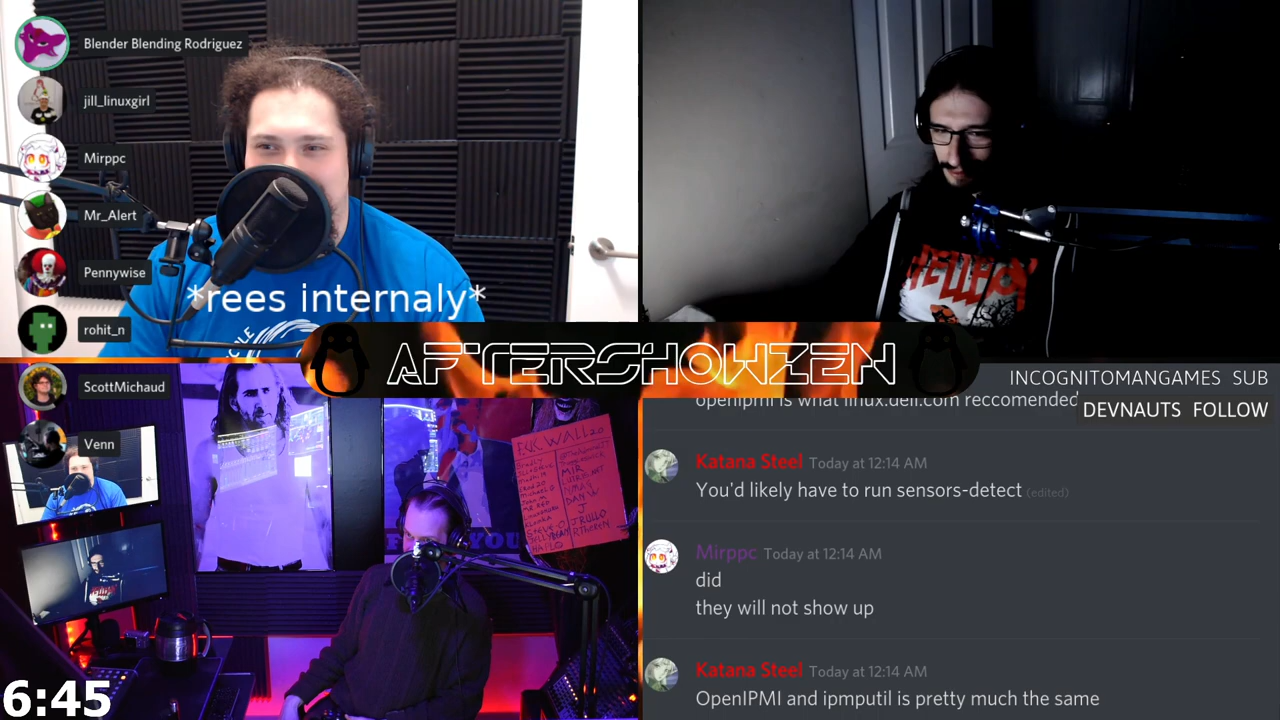 Blender Blending Rodriguez
jill_linuxgirl
Mirppc
Mr_Alert
Pennywise
rohit_n
ScottMichaud
Venn
*rees internaly*
HELLBOY
AFTERSHOWZEN
INCOGNITOMANGAMES SUB
DEVNAUTS FOLLOW
openipmi is what linux.dell.com reccomended
Katana Steel Today at 12:14 AM
You'd likely have to run sensors-detect (edited)
Mirppc Today at 12:14 AM
did
they will not show up
Katana Steel Today at 12:14 AM
OpenIPMI and ipmputil is pretty much the same
YOU
6:45